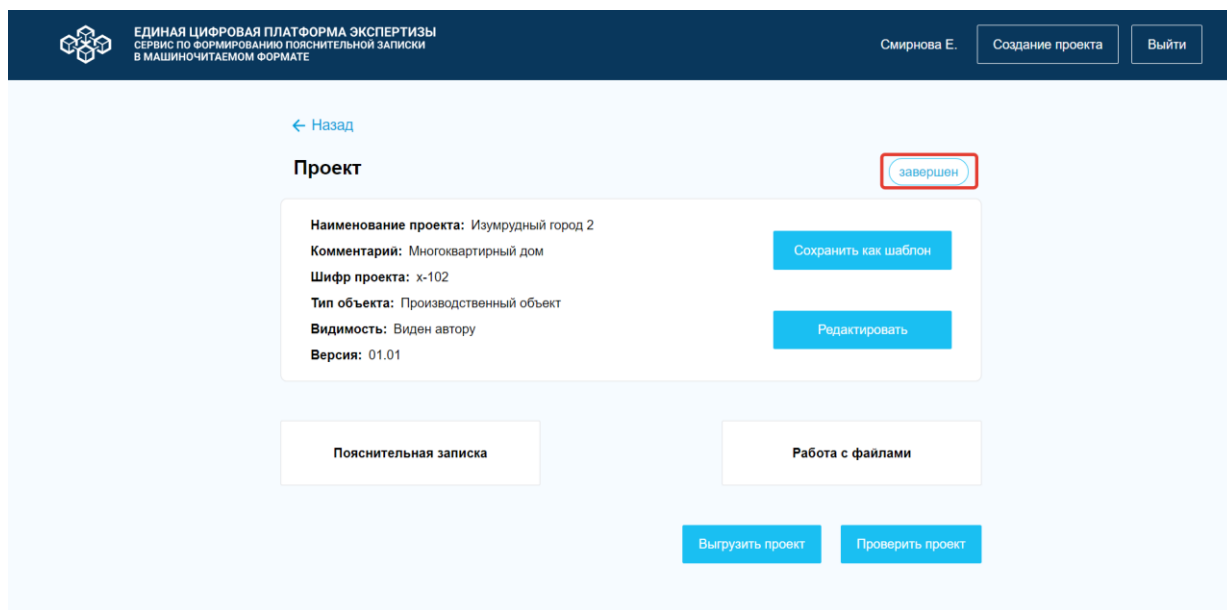 ЕДИНАЯ ЦИФРОВАЯ ПЛАТФОРМА ЭКСПЕРТИЗЫ
СЕРВИС ПО ФОРМИРОВАНИЮ ПОЯСНИТЕЛЬНОЙ ЗАПИСКИ
В МАШИНОЧИТАЕМОМ ФОРМАТЕ
Смирнова Е.
Создание проекта
Выйти
← Назад
Проект
завершен
Наименование проекта: Изумрудный город 2
Комментарий: Многоквартирный дом
Шифр проекта: х-102
Тип объекта: Производственный объект
Видимость: Виден автору
Версия: 01.01
Сохранить как шаблон
Редактировать
Пояснительная записка
Работа с файлами
Выгрузить проект
Проверить проект